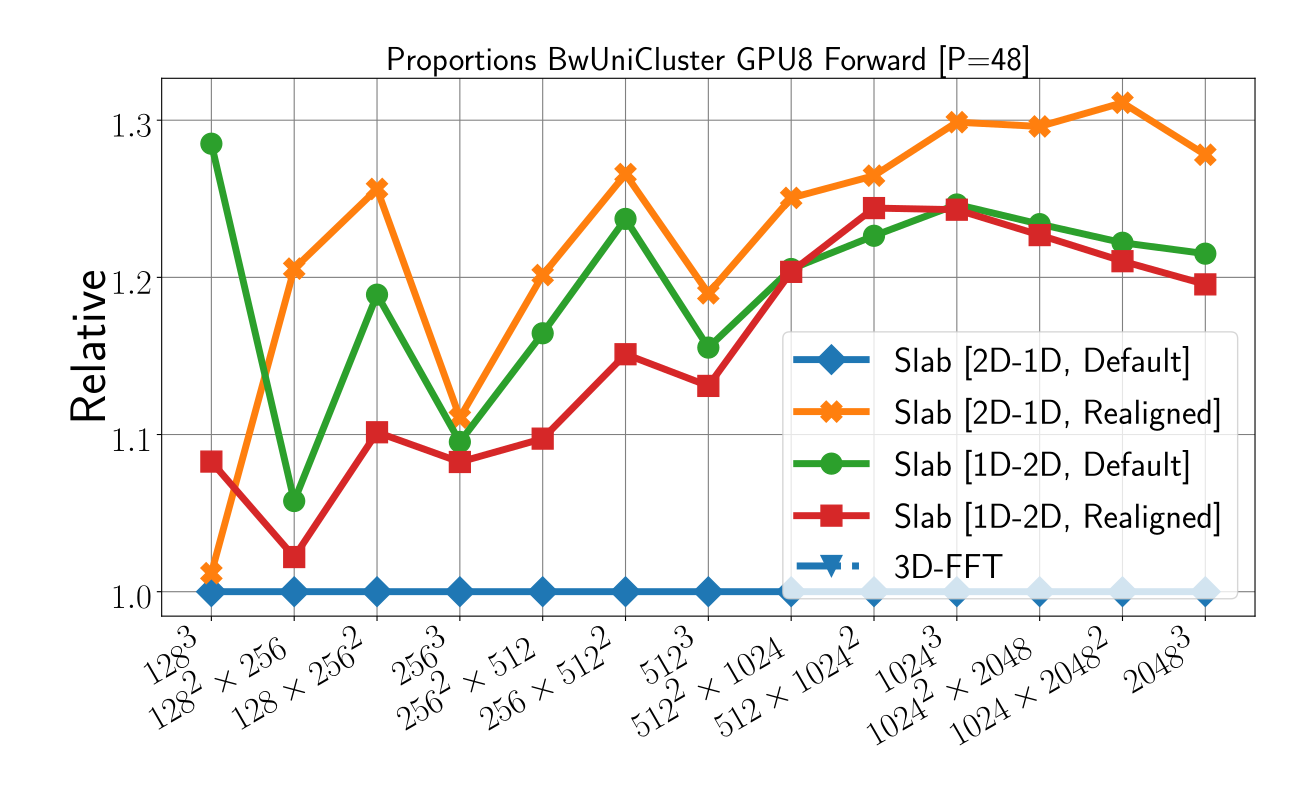 Proportions BwUniCluster GPU8 Forward [P=48]
Relative
1.3
1.2
1.1
1.0
Slab [2D-1D, Default]
Slab [2D-1D, Realigned]
Slab [1D-2D, Default]
Slab [1D-2D, Realigned]
3D-FFT
128³
128² × 256
128 × 256²
256³
256² × 512
256 × 512²
512³
512² × 1024
512 × 1024²
1024³
1024² × 2048
1024 × 2048²
2048³